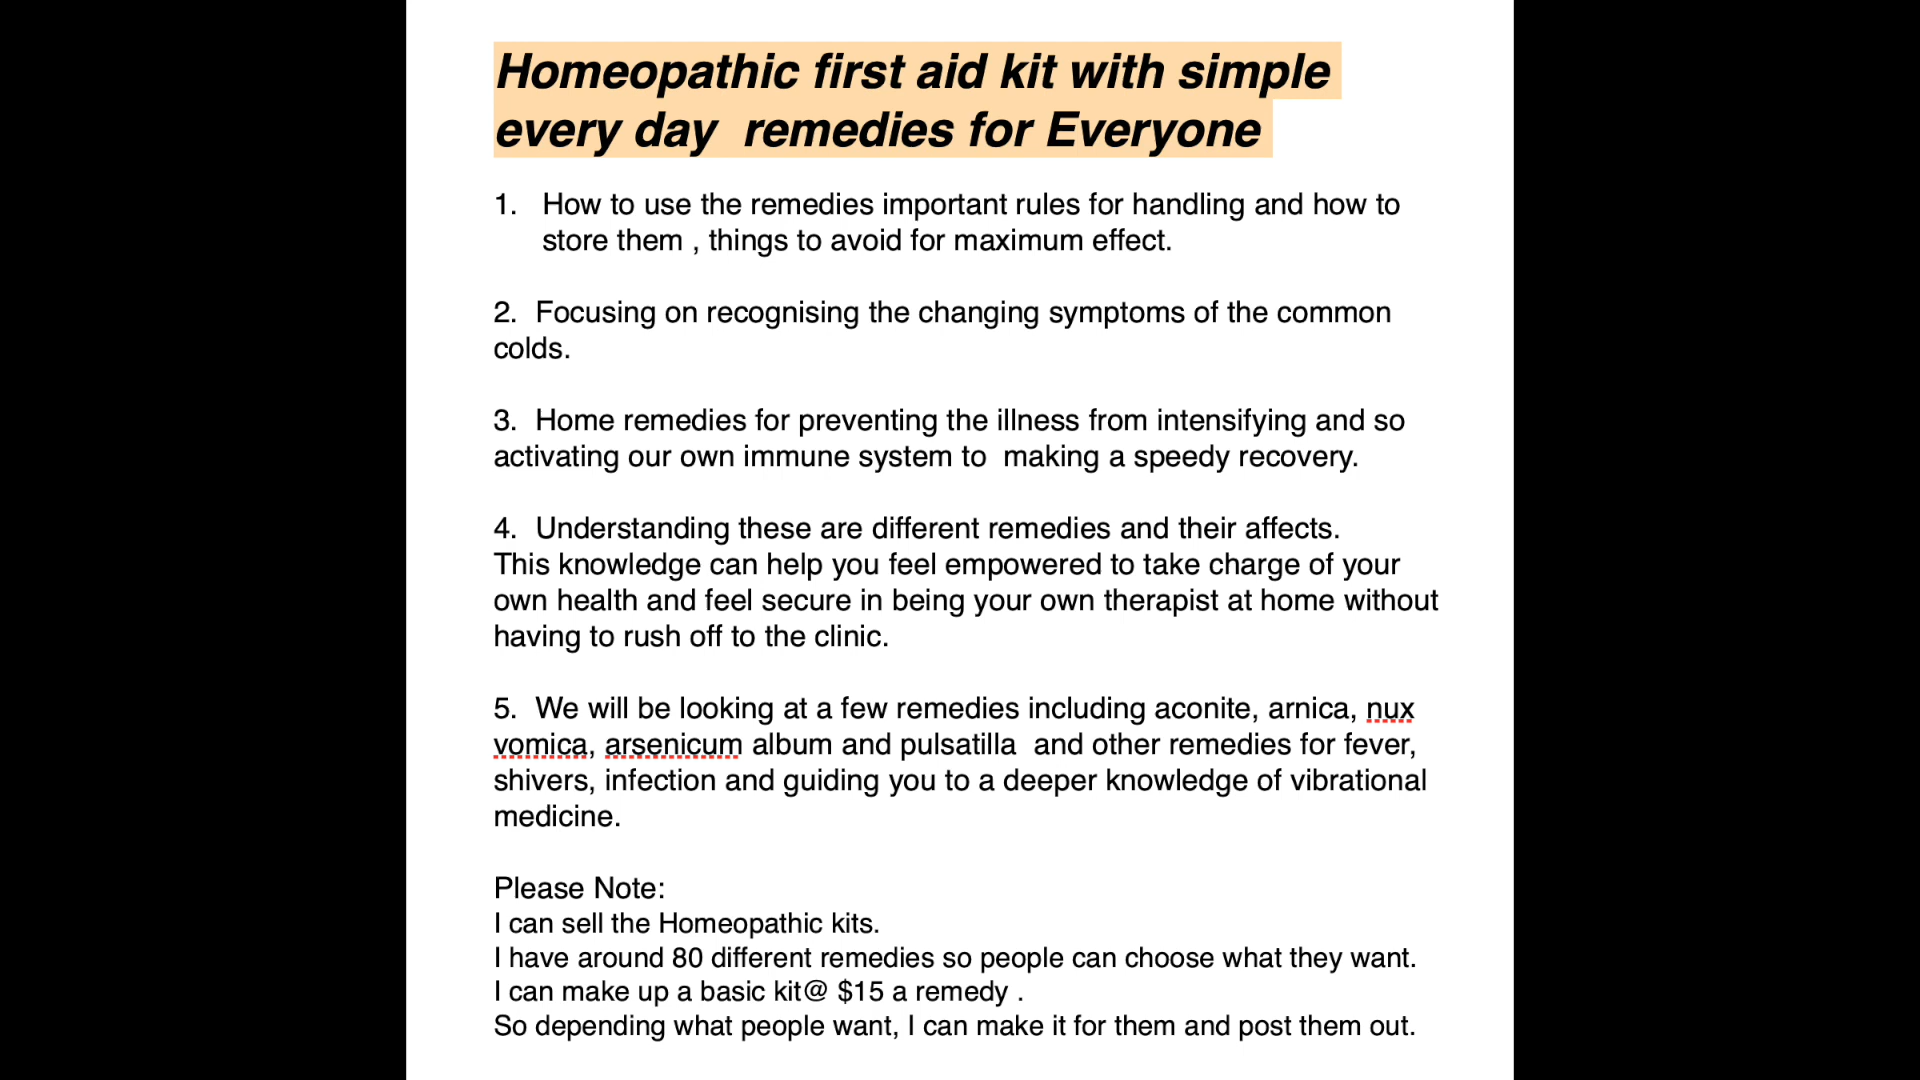 Homeopathic first aid kit with simple
every day  remedies for Everyone
1.   How to use the remedies important rules for handling and how to
store them , things to avoid for maximum effect.
2.  Focusing on recognising the changing symptoms of the common
colds.
3.  Home remedies for preventing the illness from intensifying and so
activating our own immune system to  making a speedy recovery.
4.  Understanding these are different remedies and their affects.
This knowledge can help you feel empowered to take charge of your
own health and feel secure in being your own therapist at home without
having to rush off to the clinic.
5.  We will be looking at a few remedies including aconite, arnica, nux
vomica, arsenicum album and pulsatilla  and other remedies for fever,
shivers, infection and guiding you to a deeper knowledge of vibrational
medicine.
Please Note:
I can sell the Homeopathic kits.
I have around 80 different remedies so people can choose what they want.
I can make up a basic kit@ $15 a remedy .
So depending what people want, I can make it for them and post them out.